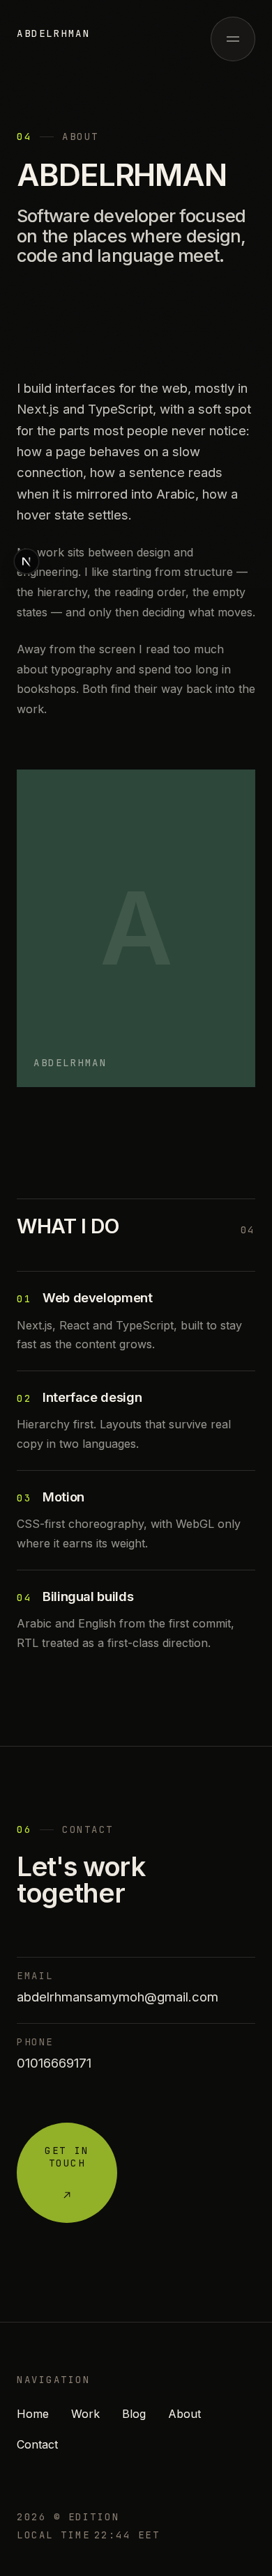 ABDELRHMAN
04 ABOUT
ABDELRHMAN
Software developer focused
on the places where design,
code and language meet.
I build interfaces for the web, mostly in
Next.js and TypeScript, with a soft spot
for the parts most people never notice:
how a page behaves on a slow
connection, how a sentence reads
when it is mirrored into Arabic, how a
hover state settles.
work sits between design and
N
engineering. I like starting from structure —
the hierarchy, the reading order, the empty
states — and only then deciding what moves.
Away from the screen I read too much
about typography and spend too long in
bookshops. Both find their way back into the
work.
A
ABDELRHMAN
WHAT I DO 04
01 Web development
Next.js, React and TypeScript, built to stay
fast as the content grows.
02 Interface design
Hierarchy first. Layouts that survive real
copy in two languages.
03 Motion
CSS-first choreography, with WebGL only
where it earns its weight.
04 Bilingual builds
Arabic and English from the first commit,
RTL treated as a first-class direction.
06 CONTACT
Let's work
together
EMAIL
abdelrhmansamymoh@gmail.com
PHONE
01016669171
GET IN
TOUCH
↗
NAVIGATION
Home Work Blog About
Contact
2026 © EDITION
LOCAL TIME 22:44 EET